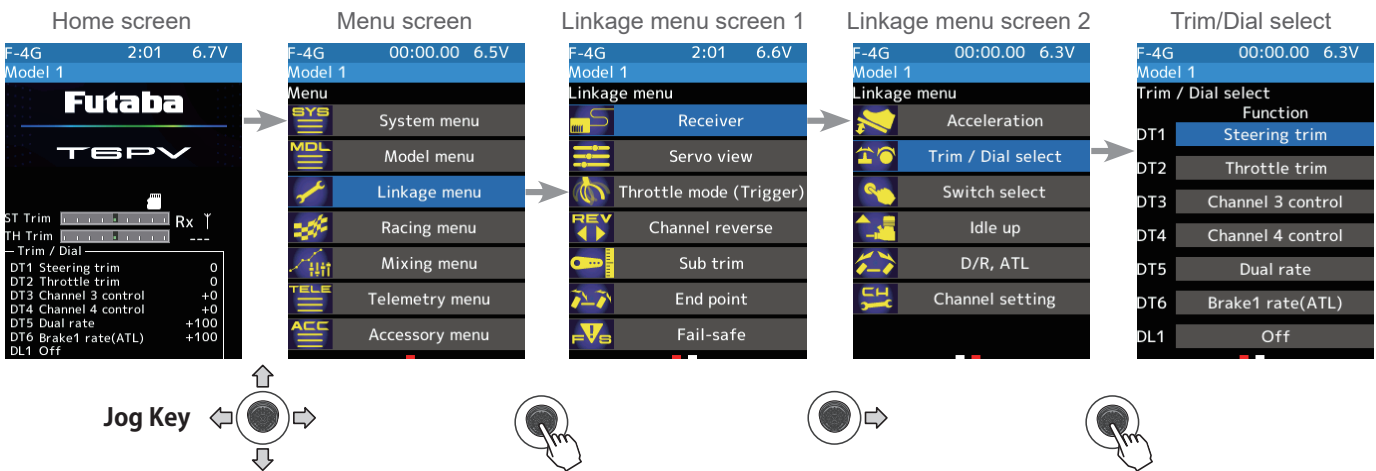 Home screen
F-4G 2:01 6.7V
Model 1
Futaba
T6PV
ST Trim Rx
TH Trim ---
Trim / Dial
DT1 Steering trim 0
DT2 Throttle trim 0
DT3 Channel 3 control +0
DT4 Channel 4 control +0
DT5 Dual rate +100
DT6 Brake1 rate(ATL) +100
DL1 Off
Menu screen
F-4G 00:00.00 6.5V
Model 1
Menu
SYS System menu
MDL Model menu
Linkage menu
Racing menu
Mixing menu
TELE Telemetry menu
ACC Accessory menu
Linkage menu screen 1
F-4G 2:01 6.6V
Model 1
Linkage menu
Receiver
Servo view
Throttle mode (Trigger)
REV Channel reverse
Sub trim
End point
F/S Fail-safe
Linkage menu screen 2
F-4G 00:00.00 6.3V
Model 1
Linkage menu
Acceleration
Trim / Dial select
Switch select
Idle up
D/R, ATL
CH Channel setting
Trim/Dial select
F-4G 00:00.00 6.3V
Model 1
Trim / Dial select
Function
DT1 Steering trim
DT2 Throttle trim
DT3 Channel 3 control
DT4 Channel 4 control
DT5 Dual rate
DT6 Brake1 rate(ATL)
DL1 Off
Jog Key